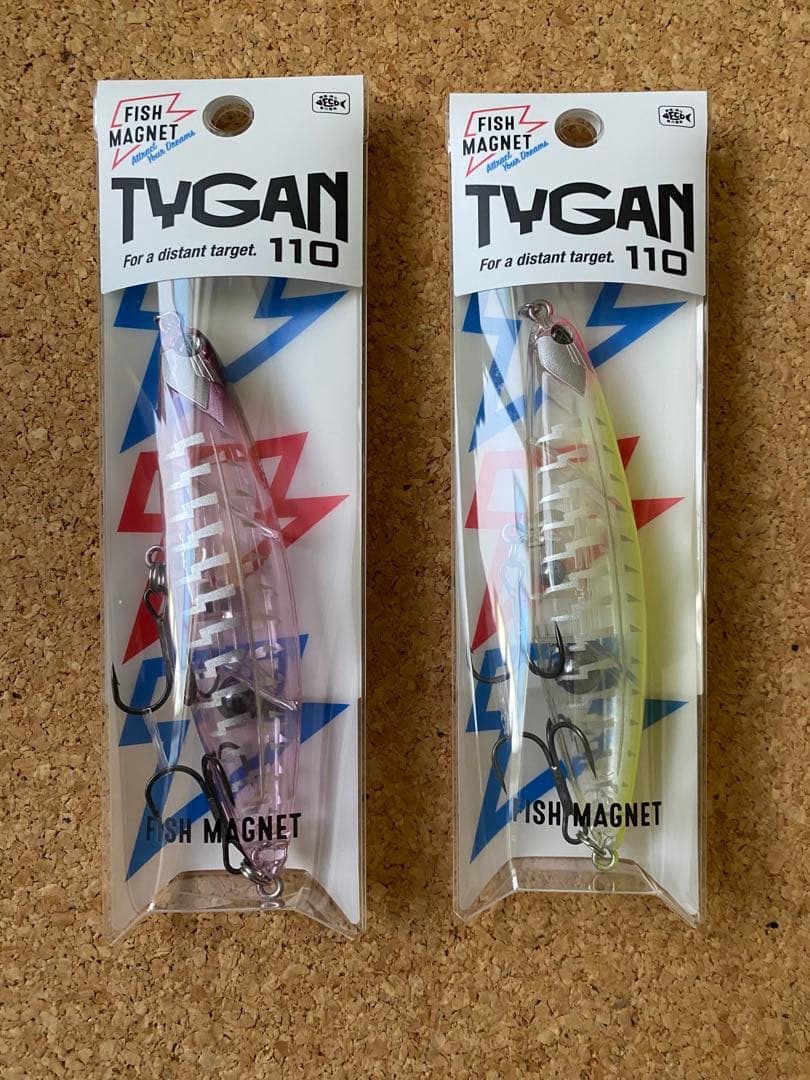 FISH
MAGNET
Attract
Your Dreams
TYGAN
For a distant target. 110
FISH MAGNET
FISH
MAGNET
Attract
Your Dreams
TYGAN
For a distant target. 110
FISH MAGNET